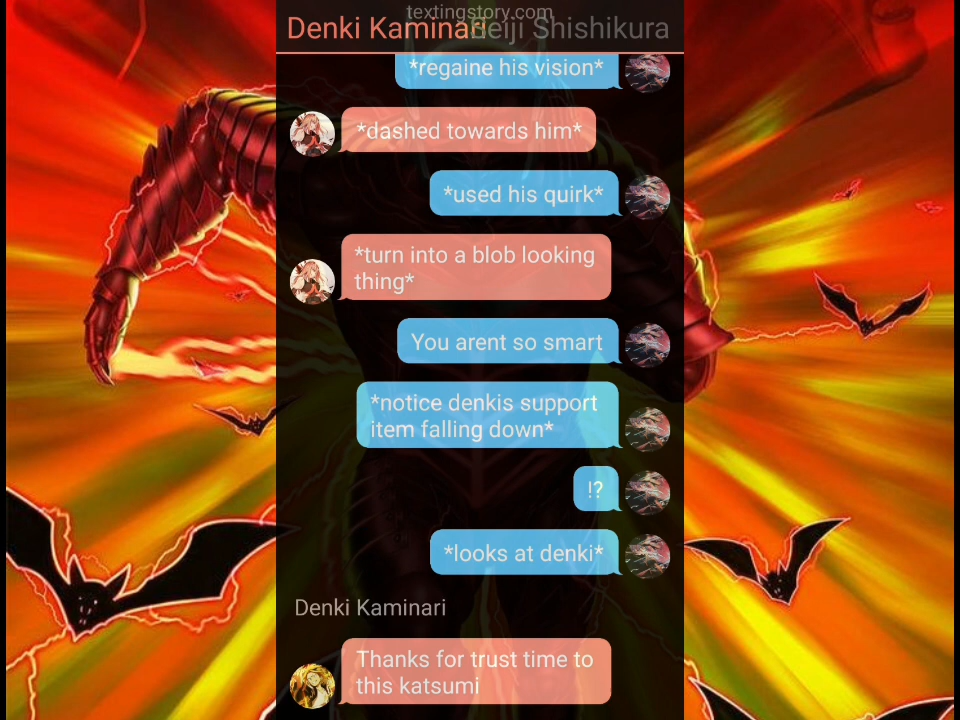 textingstory.com
Denki Kaminari
Seiji Shishikura
*regaine his vision*
*dashed towards him*
*used his quirk*
*turn into a blob looking
thing*
You arent so smart
*notice denkis support
item falling down*
!?
*looks at denki*
Denki Kaminari
Thanks for trust time to
this katsumi